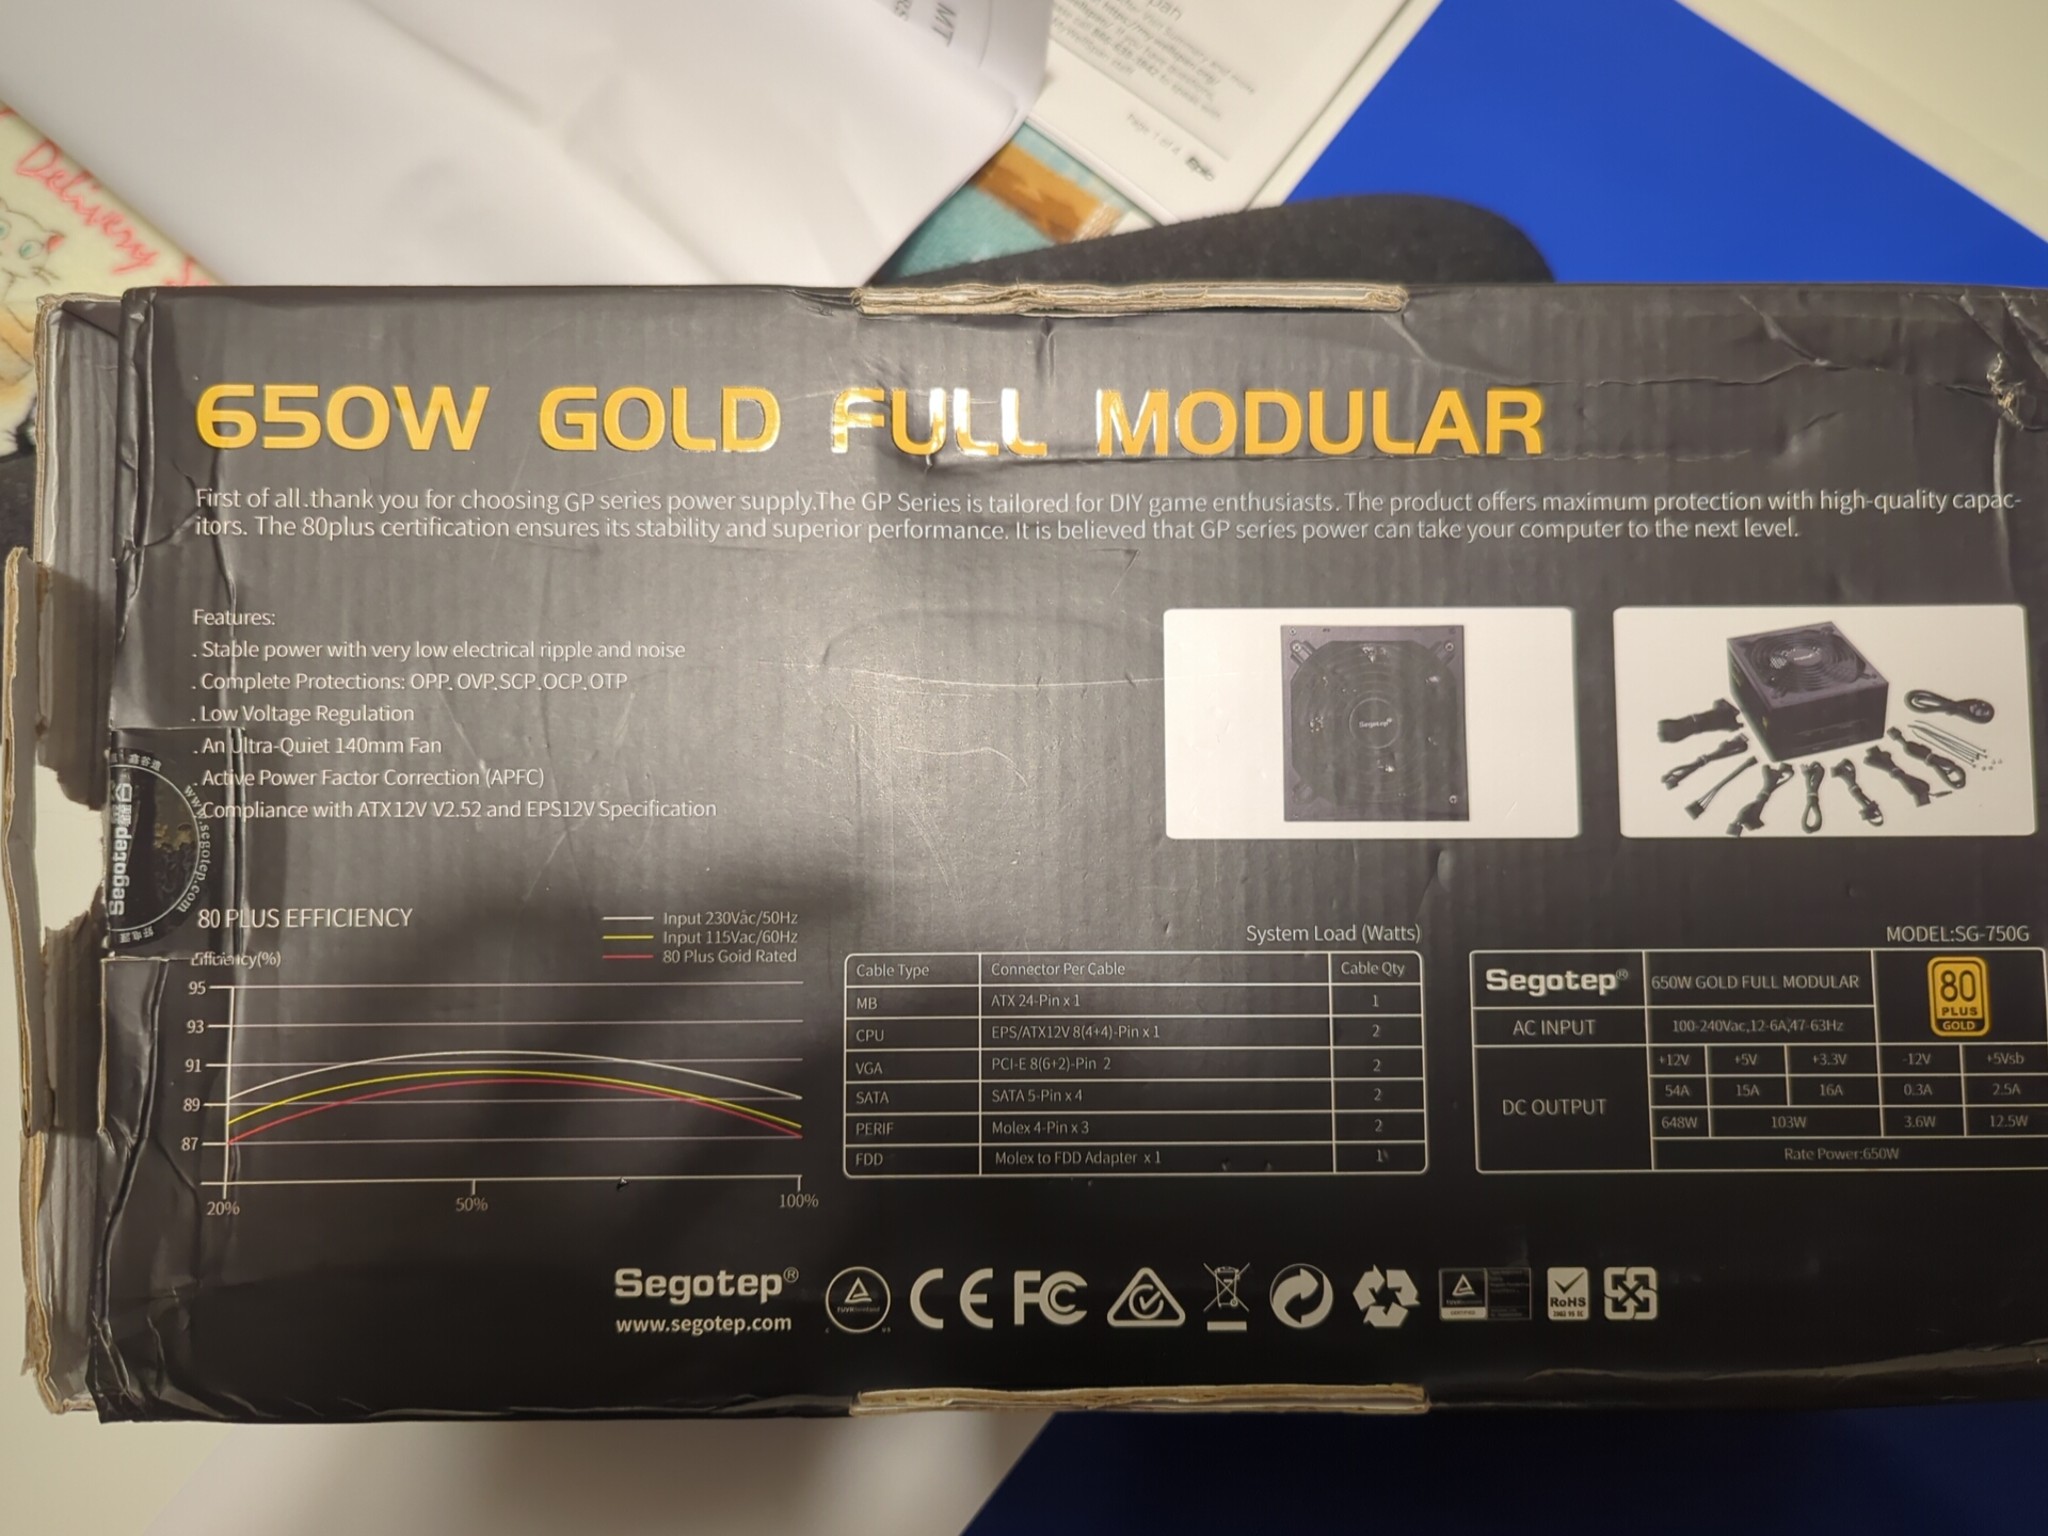 MT
Page 1 of 4 Epic
Delivery
650W GOLD FULL MODULAR
First of all.thank you for choosing GP series power supply.The GP Series is tailored for DIY game enthusiasts. The product offers maximum protection with high-quality capac-
itors. The 80plus certification ensures its stability and superior performance. It is believed that GP series power can take your computer to the next level.
Features:
. Stable power with very low electrical ripple and noise
. Complete Protections: OPP. OVP.SCP.OCP.OTP
. Low Voltage Regulation
. An Ultra-Quiet 140mm Fan
. Active Power Factor Correction (APFC)
Compliance with ATX12V V2.52 and EPS12V Specification
Segotep®
Segotep
www.segotep.com
80 PLUS EFFICIENCY
Input 230Vac/50Hz
Input 115Vac/60Hz
80 Plus Goid Rated
Efficiency(%)
95
93
91
89
87
20% 50% 100%
System Load (Watts)
Cable Type Connector Per Cable Cable Qty
MB ATX 24-Pin x 1 1
CPU EPS/ATX12V 8(4+4)-Pin x 1 2
VGA PCI-E 8(6+2)-Pin 2 2
SATA SATA 5-Pin x 4 2
PERIF Molex 4-Pin x 3 2
FDD Molex to FDD Adapter x 1 1
MODEL:SG-750G
Segotep® 650W GOLD FULL MODULAR
80
PLUS
GOLD
AC INPUT 100-240Vac,12-6A,47-63Hz
DC OUTPUT
+12V +5V +3.3V -12V +5Vsb
54A 15A 16A 0.3A 2.5A
648W 103W 3.6W 12.5W
Rate Power:650W
Segotep®
www.segotep.com
CE FC
RoHS